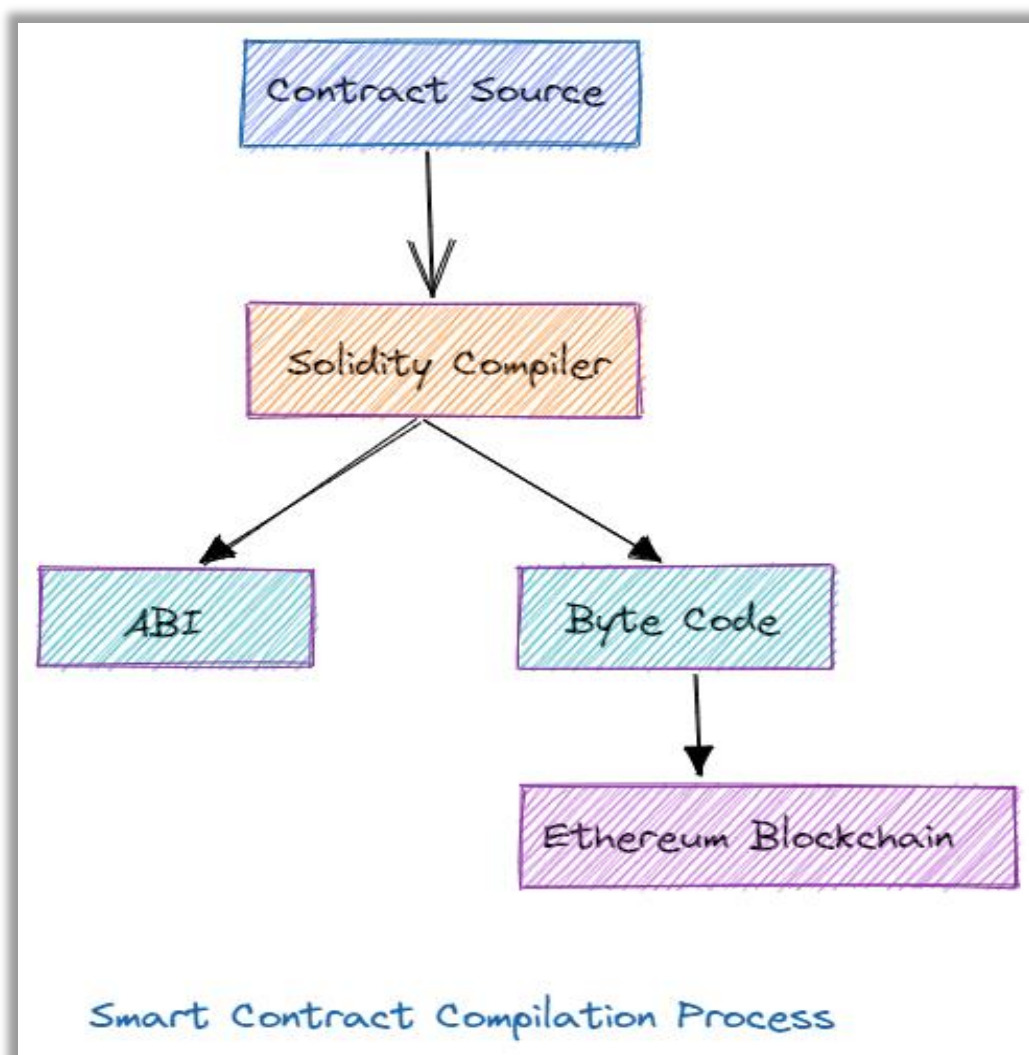 Contract Source
Solidity Compiler
ABI
Byte Code
Ethereum Blockchain
Smart Contract Compilation Process